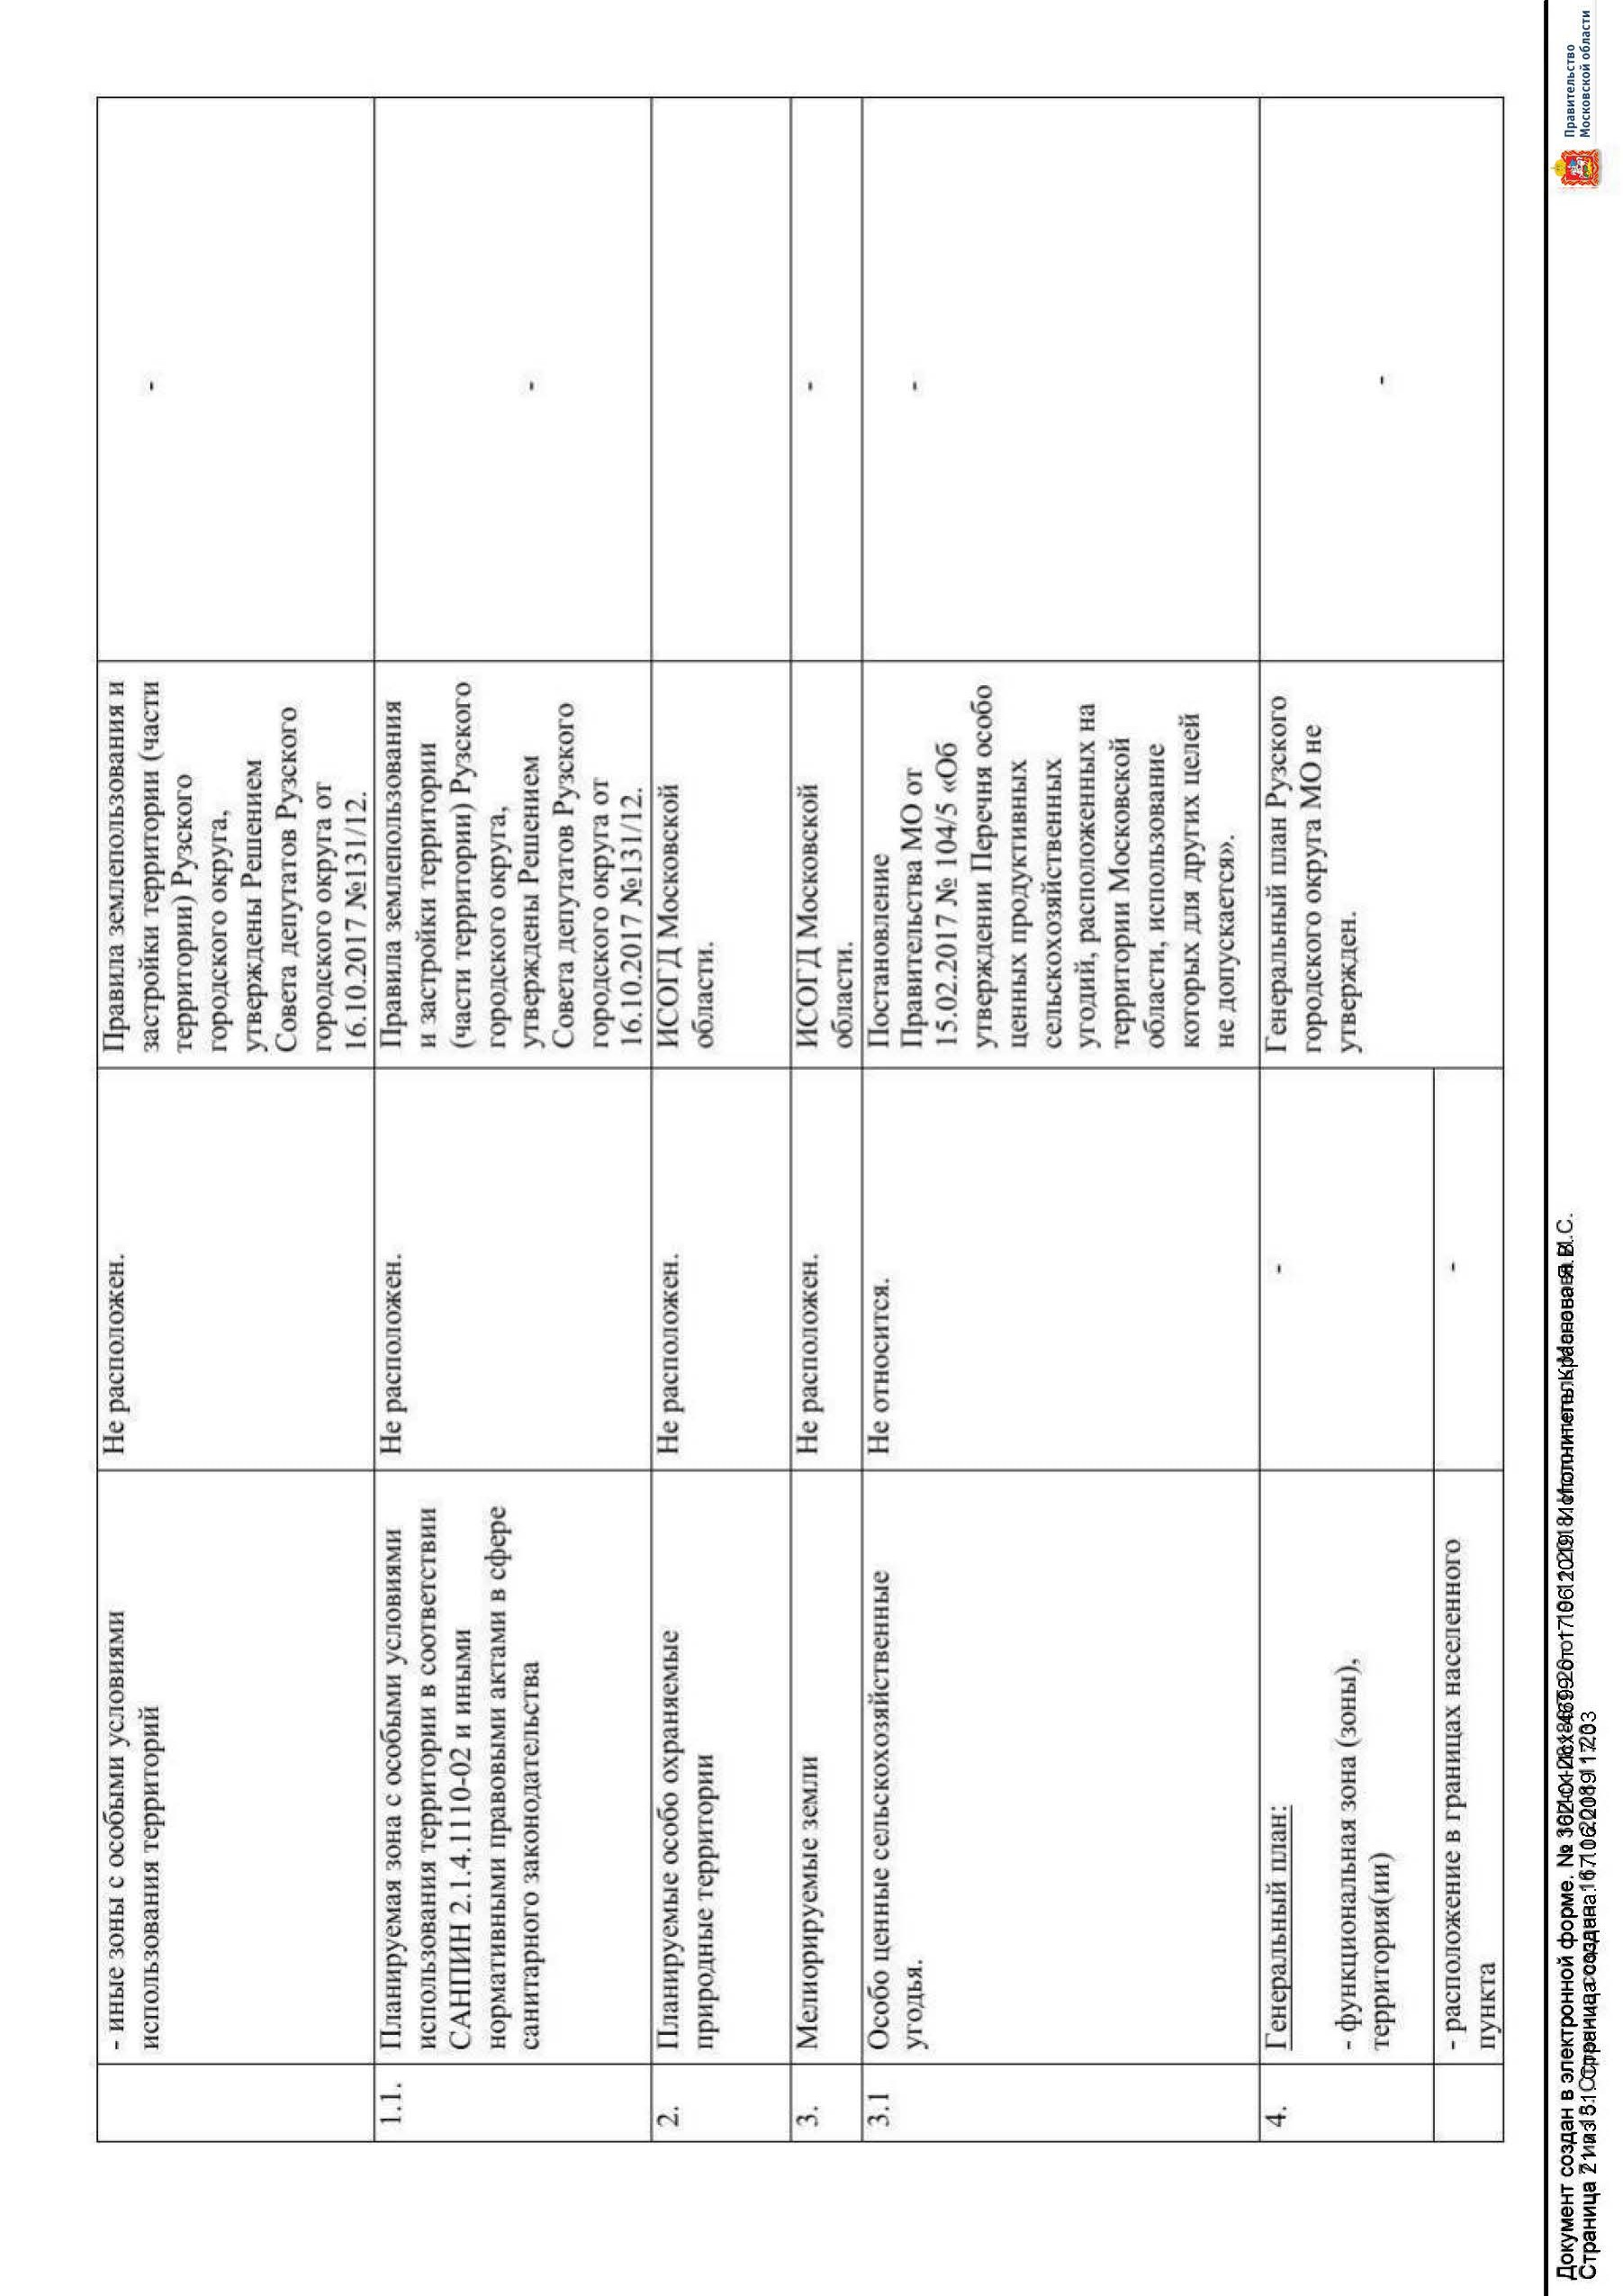 - иные зоны с особыми условиями
использования территорий
Не расположен.
Правила землепользования и
застройки территории (части
территории) Рузского
городского округа,
утверждены Решением
Совета депутатов Рузского
городского округа от
16.10.2017 №131/12.
-
1.1.
Планируемая зона с особыми условиями
использования территории в соответствии
САНПИН 2.1.4.1110-02 и иными
нормативными правовыми актами в сфере
санитарного законодательства
Не расположен.
Правила землепользования
и застройки территории
(части территории) Рузского
городского округа,
утверждены Решением
Совета депутатов Рузского
городского округа от
16.10.2017 №131/12.
-
2.
Планируемые особо охраняемые
природные территории
Не расположен.
ИСОГД Московской
области.
3.
Мелиорируемые земли
Не расположен.
ИСОГД Московской
области.
-
3.1
Особо ценные сельскохозяйственные
угодья.
Не относится.
Постановление
Правительства МО от
15.02.2017 № 104/5 «Об
утверждении Перечня особо
ценных продуктивных
сельскохозяйственных
угодий, расположенных на
территории Московской
области, использование
которых для других целей
не допускается».
-
4.
Генеральный план:
- функциональная зона (зоны),
территория(ии)
-
Генеральный план Рузского
городского округа МО не
утвержден.
-
- расположение в границах населенного
пункта
-
Документ создан в электронной форме. №
Страница
Правительство
Московской области